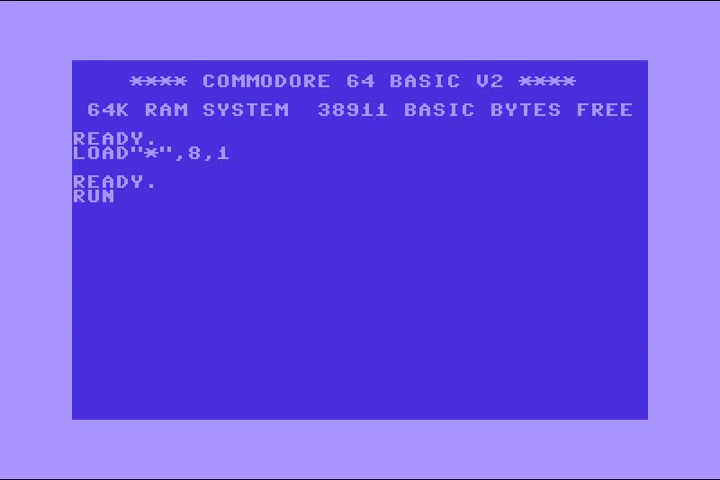 **** COMMODORE 64 BASIC V2 ****
64K RAM SYSTEM  38911 BASIC BYTES FREE
READY.
LOAD"*",8,1
READY.
RUN